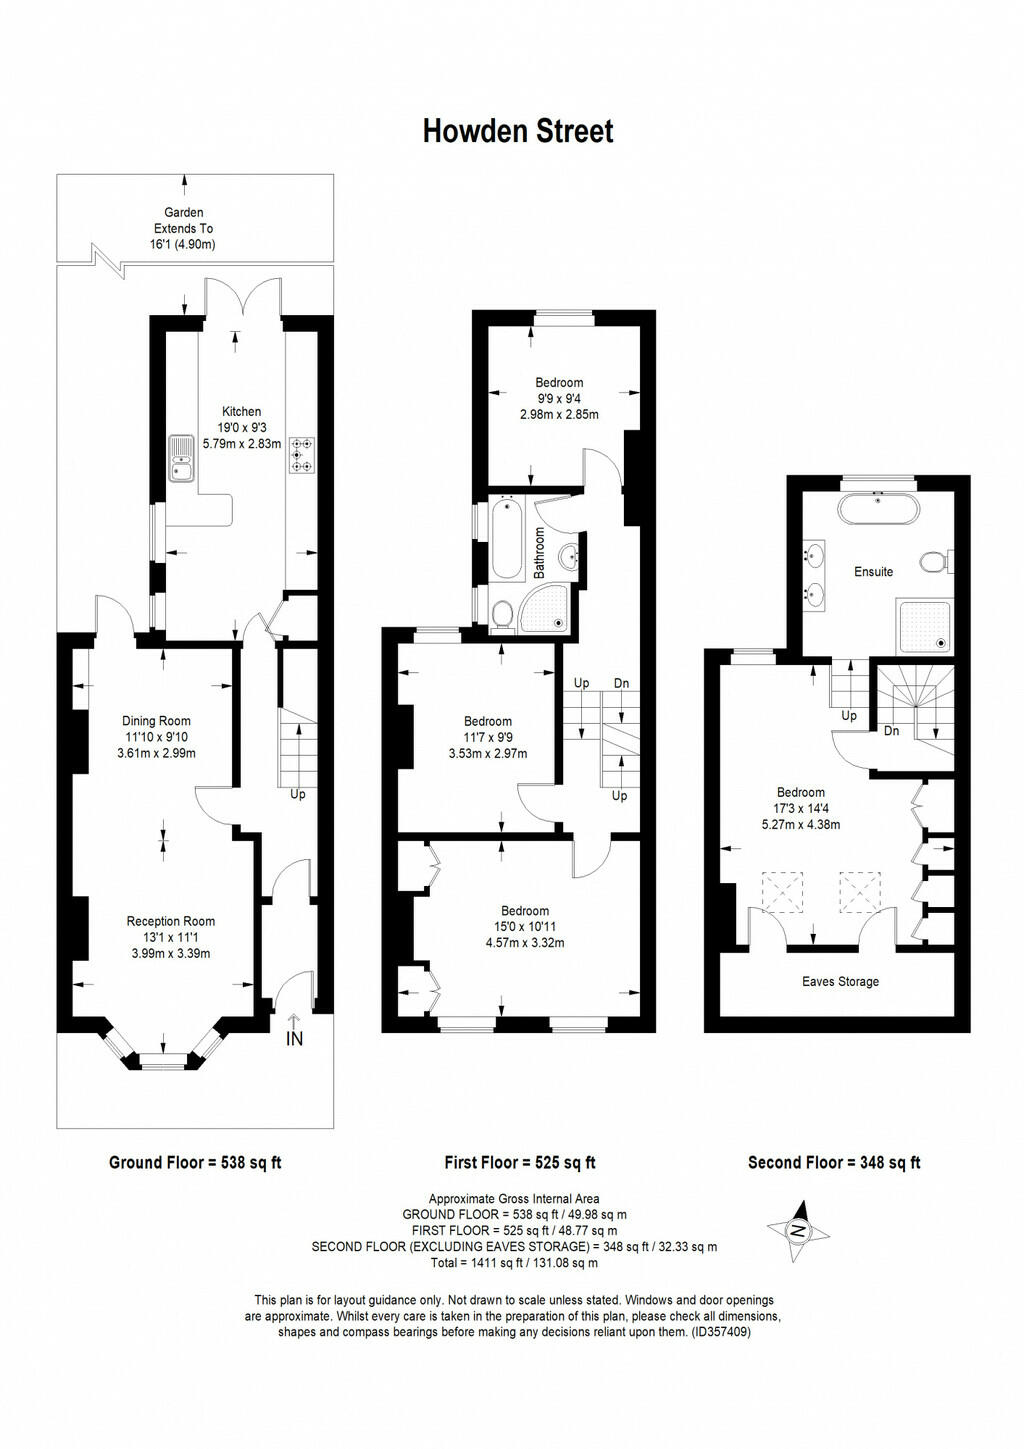 Howden Street
Garden
Extends To
16'1 (4.90m)
Kitchen
19'0 x 9'3
5.79m x 2.83m
Dining Room
11'10 x 9'10
3.61m x 2.99m
Up
Reception Room
13'1 x 11'1
3.99m x 3.39m
IN
Bedroom
9'9 x 9'4
2.98m x 2.85m
Bathroom
Up
Dn
Bedroom
11'7 x 9'9
3.53m x 2.97m
Up
Bedroom
15'0 x 10'11
4.57m x 3.32m
Ensuite
Up
Dn
Bedroom
17'3 x 14'4
5.27m x 4.38m
Eaves Storage
Ground Floor = 538 sq ft
First Floor = 525 sq ft
Second Floor = 348 sq ft
Approximate Gross Internal Area
GROUND FLOOR = 538 sq ft / 49.98 sq m
FIRST FLOOR = 525 sq ft / 48.77 sq m
SECOND FLOOR (EXCLUDING EAVES STORAGE) = 348 sq ft / 32.33 sq m
Total = 1411 sq ft / 131.08 sq m
N
This plan is for layout guidance only. Not drawn to scale unless stated. Windows and door openings
are approximate. Whilst every care is taken in the preparation of this plan, please check all dimensions,
shapes and compass bearings before making any decisions reliant upon them. (ID357409)